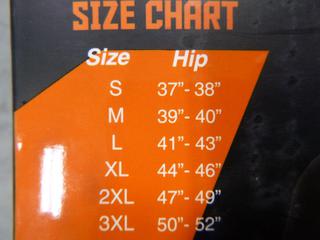 SIZE CHART
Size Hip
S 37”- 38”
M 39”- 40”
L 41”- 43”
XL 44”- 46”
2XL 47”- 49”
3XL 50”- 52”